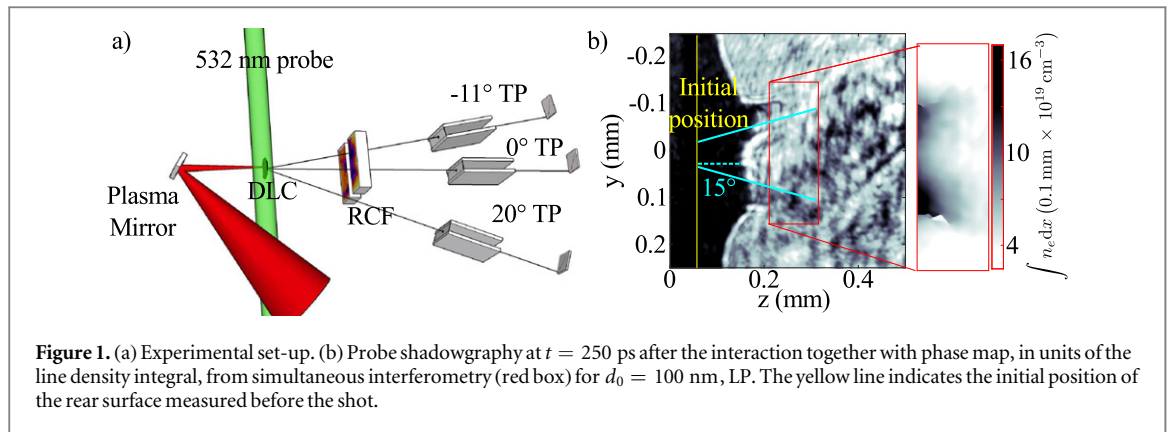 a)
532 nm probe
-11° TP
0° TP
20° TP
DLC
RCF
Plasma
Mirror
b)
-0.2
-0.1
0
0.1
0.2
y (mm)
Initial
position
15°
0
0.2
0.4
z (mm)
16
10
4
∫ nₑdx (0.1 mm × 10¹⁹ cm⁻³)
Figure 1. (a) Experimental set-up. (b) Probe shadowgraphy at t = 250 ps after the interaction together with phase map, in units of the
line density integral, from simultaneous interferometry (red box) for d₀ = 100 nm, LP. The yellow line indicates the initial position of
the rear surface measured before the shot.